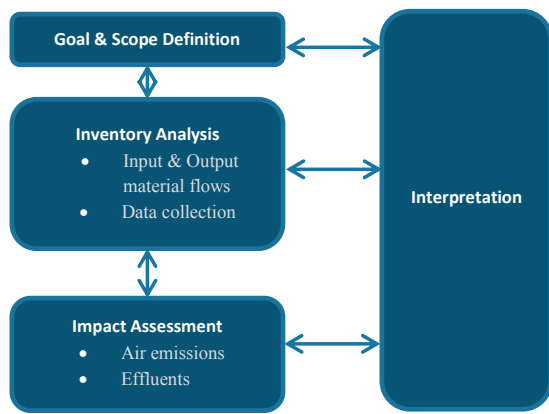 Goal & Scope Definition
Inventory Analysis
• Input & Output
material flows
• Data collection
Impact Assessment
• Air emissions
• Effluents
Interpretation